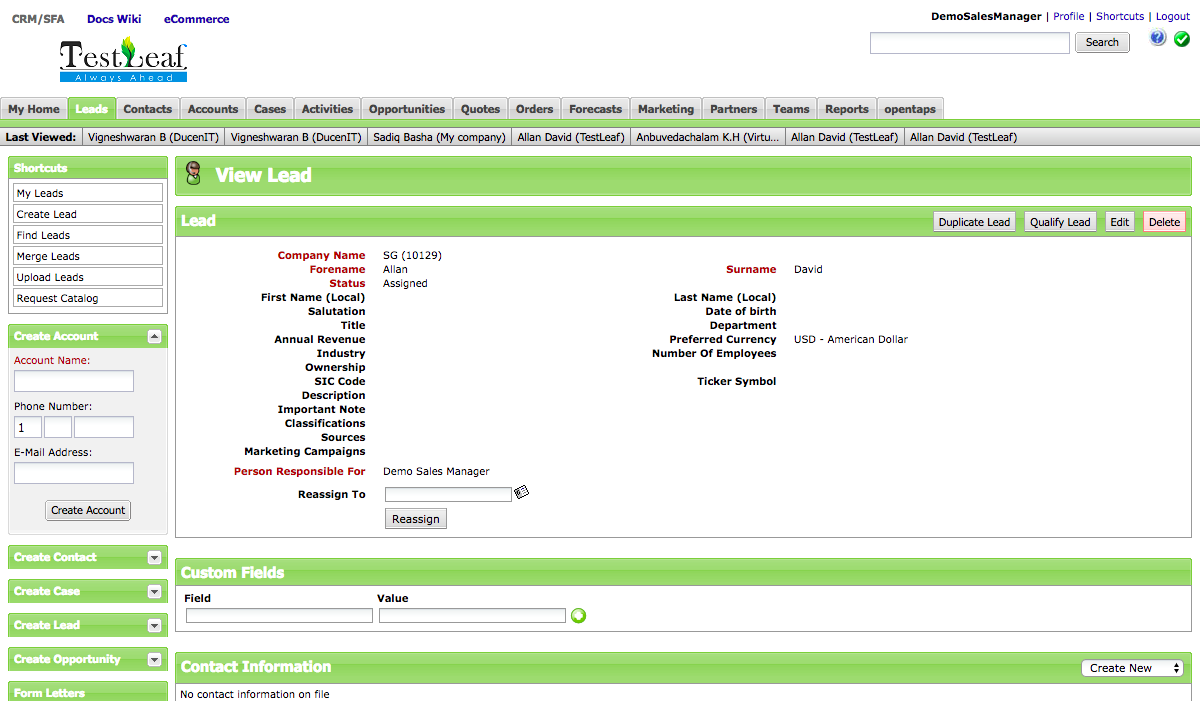 CRM/SFA Docs Wiki eCommerce
DemoSalesManager | Profile | Shortcuts | Logout
TestLeaf
Always Ahead
Search
My Home Leads Contacts Accounts Cases Activities Opportunities Quotes Orders Forecasts Marketing Partners Teams Reports opentaps
Last Viewed: Vigneshwaran B (DucenIT) Vigneshwaran B (DucenIT) Sadiq Basha (My company) Allan David (TestLeaf) Anbuvedachalam K.H (Virtu... Allan David (TestLeaf) Allan David (TestLeaf)
Shortcuts
My Leads
Create Lead
Find Leads
Merge Leads
Upload Leads
Request Catalog
Create Account
Account Name:
Phone Number:
1
E-Mail Address:
Create Account
Create Contact
Create Case
Create Lead
Create Opportunity
Form Letters
View Lead
Lead
Duplicate Lead Qualify Lead Edit Delete
Company Name SG (10129)
Forename Allan Surname David
Status Assigned
First Name (Local) Last Name (Local)
Salutation Date of birth
Title Department
Annual Revenue Preferred Currency USD - American Dollar
Industry Number Of Employees
Ownership
SIC Code Ticker Symbol
Description
Important Note
Classifications
Sources
Marketing Campaigns
Person Responsible For Demo Sales Manager
Reassign To
Reassign
Custom Fields
Field Value
Contact Information
Create New
No contact information on file